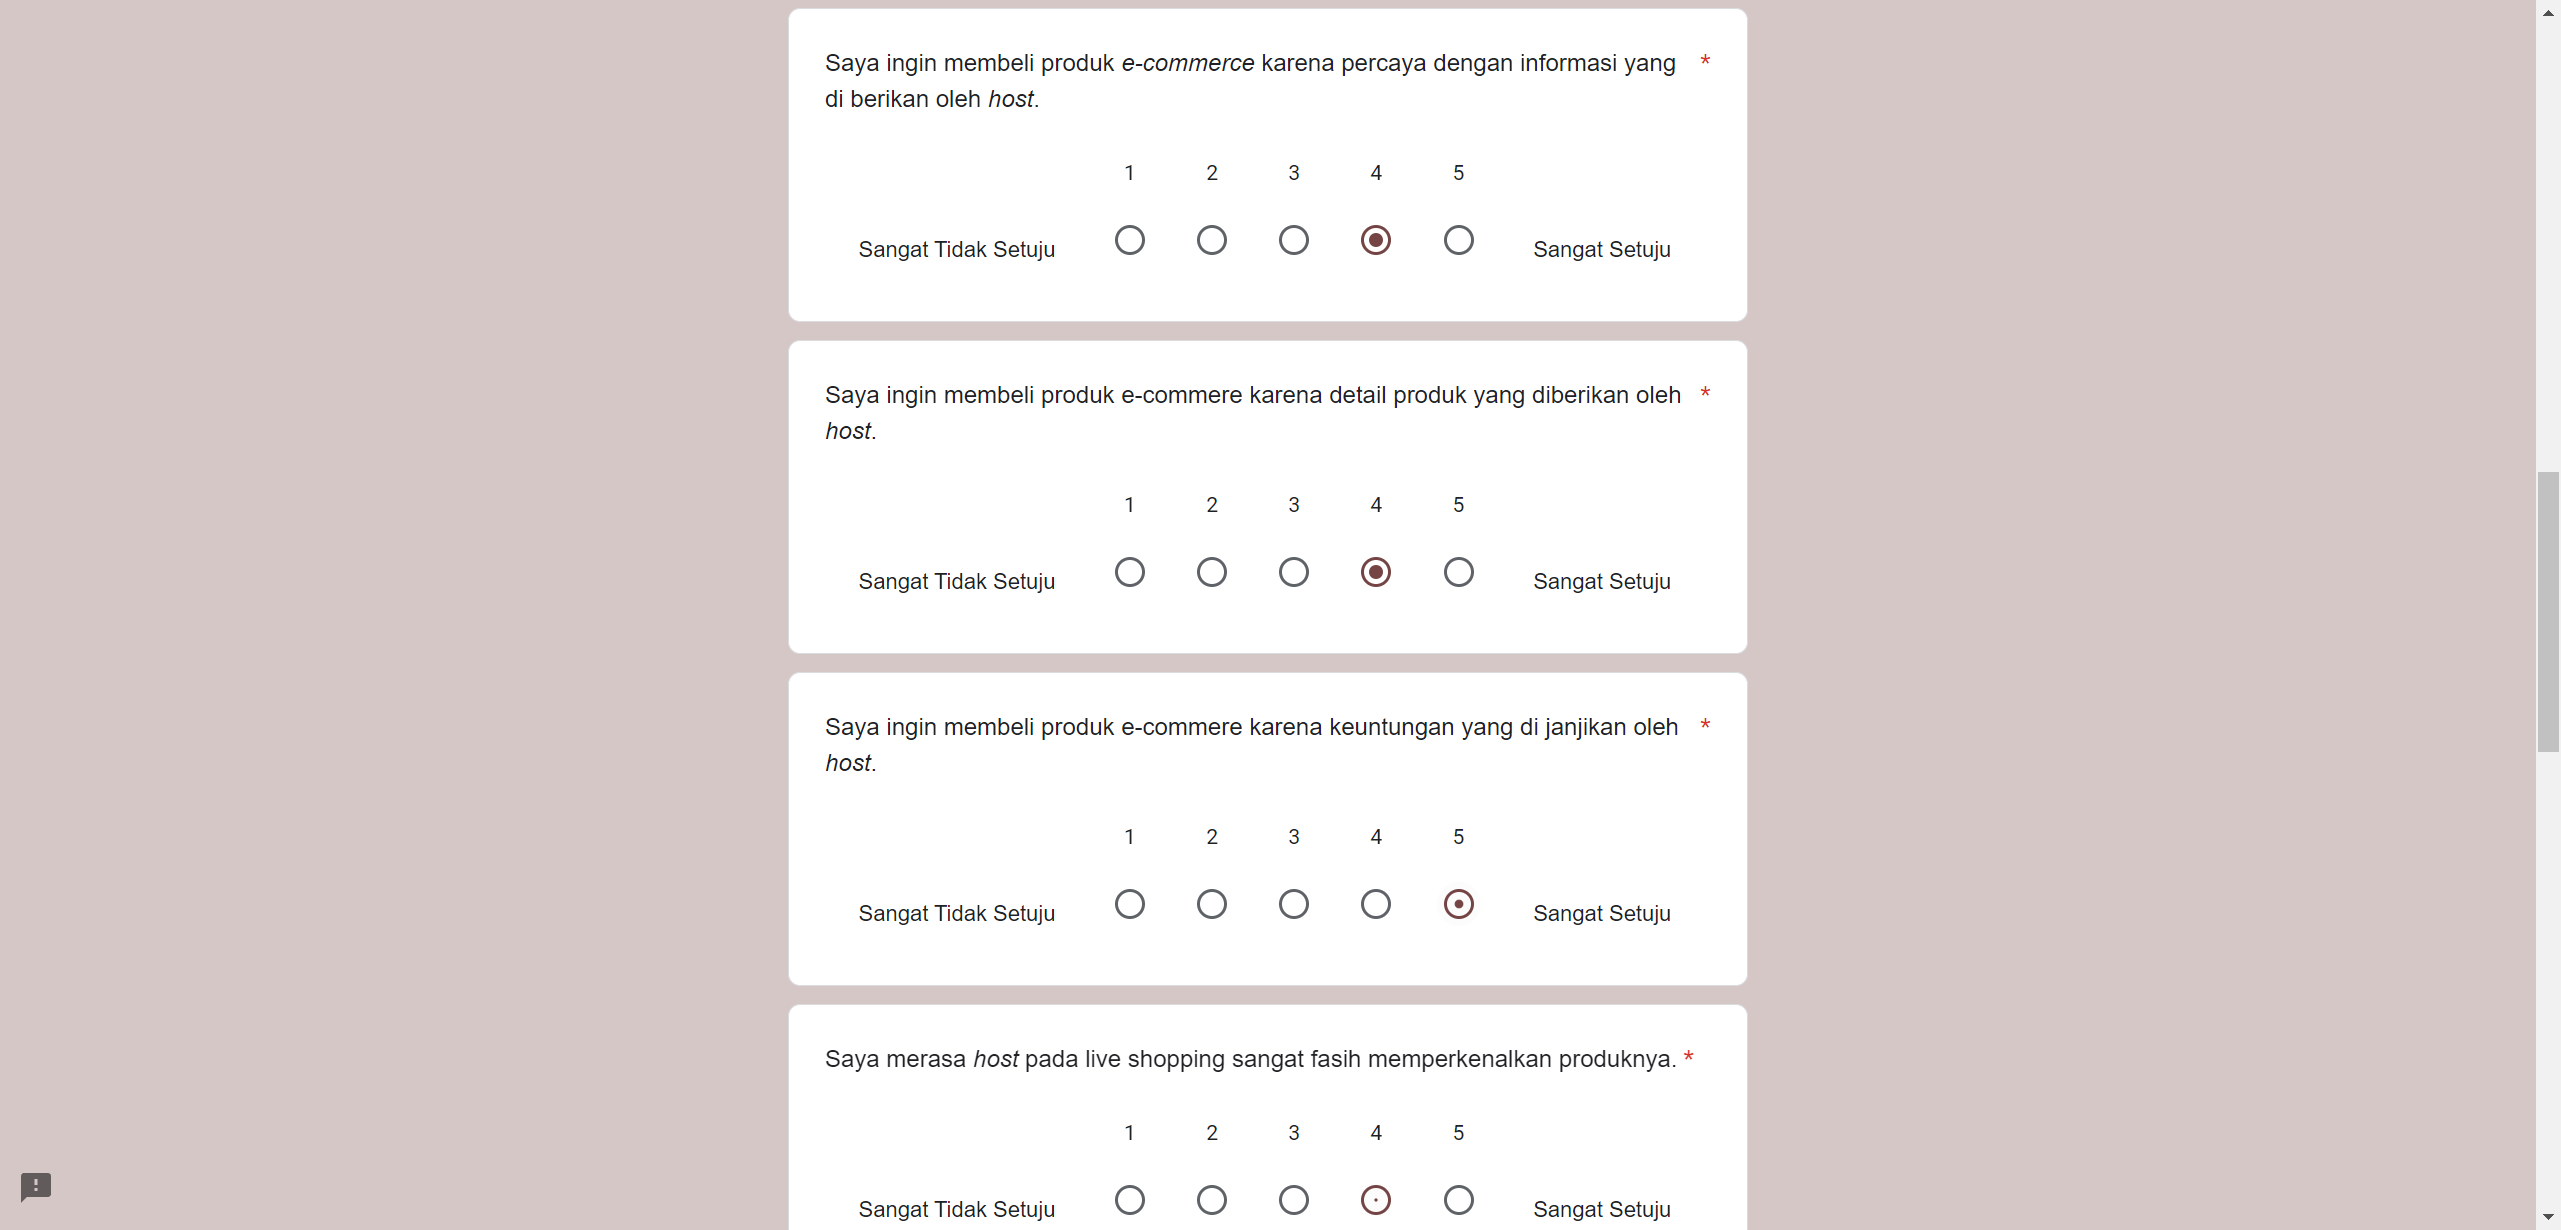 Saya ingin membeli produk e-commerce karena percaya dengan informasi yang *
di berikan oleh host.
1 2 3 4 5
Sangat Tidak Setuju Sangat Setuju
Saya ingin membeli produk e-commere karena detail produk yang diberikan oleh *
host.
1 2 3 4 5
Sangat Tidak Setuju Sangat Setuju
Saya ingin membeli produk e-commere karena keuntungan yang di janjikan oleh *
host.
1 2 3 4 5
Sangat Tidak Setuju Sangat Setuju
Saya merasa host pada live shopping sangat fasih memperkenalkan produknya. *
1 2 3 4 5
Sangat Tidak Setuju Sangat Setuju